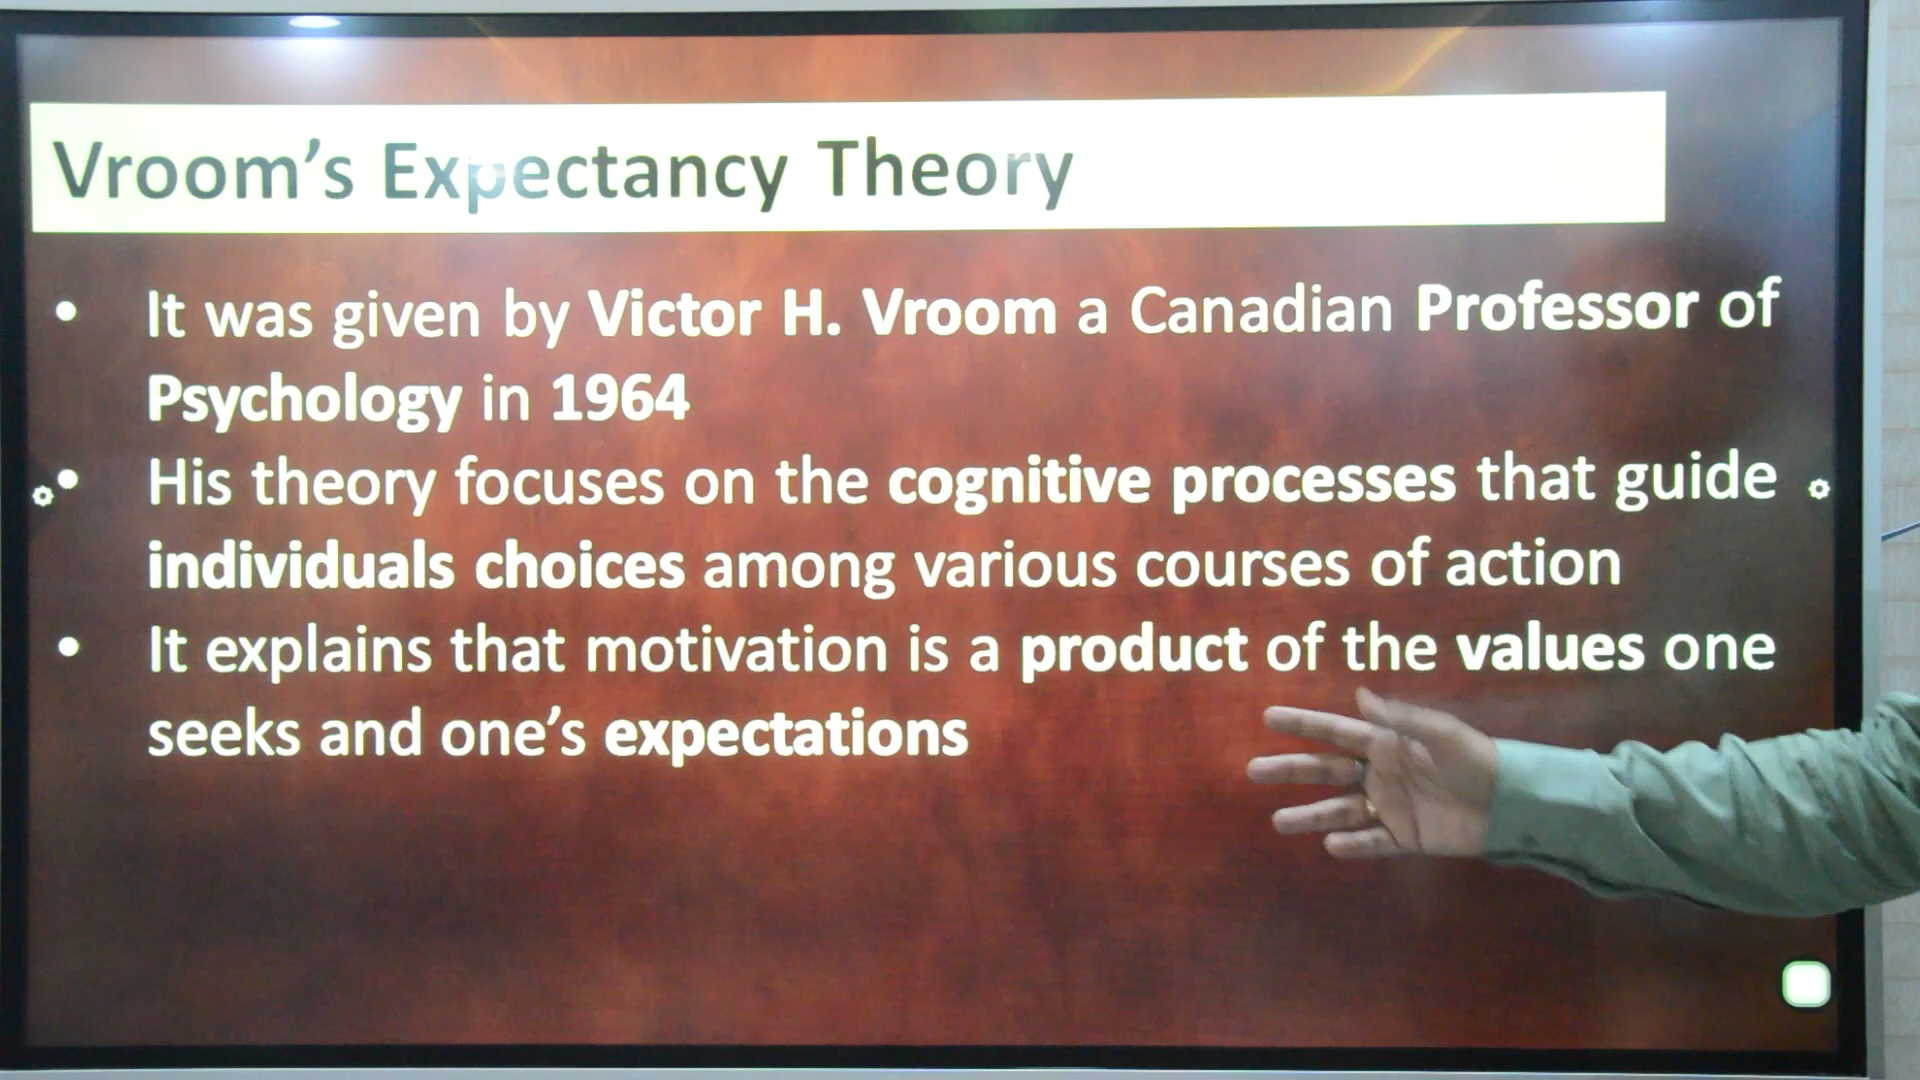 Vroom’s Expectancy Theory
• It was given by Victor H. Vroom a Canadian Professor of
Psychology in 1964
• His theory focuses on the cognitive processes that guide
individuals choices among various courses of action
• It explains that motivation is a product of the values one
seeks and one’s expectations